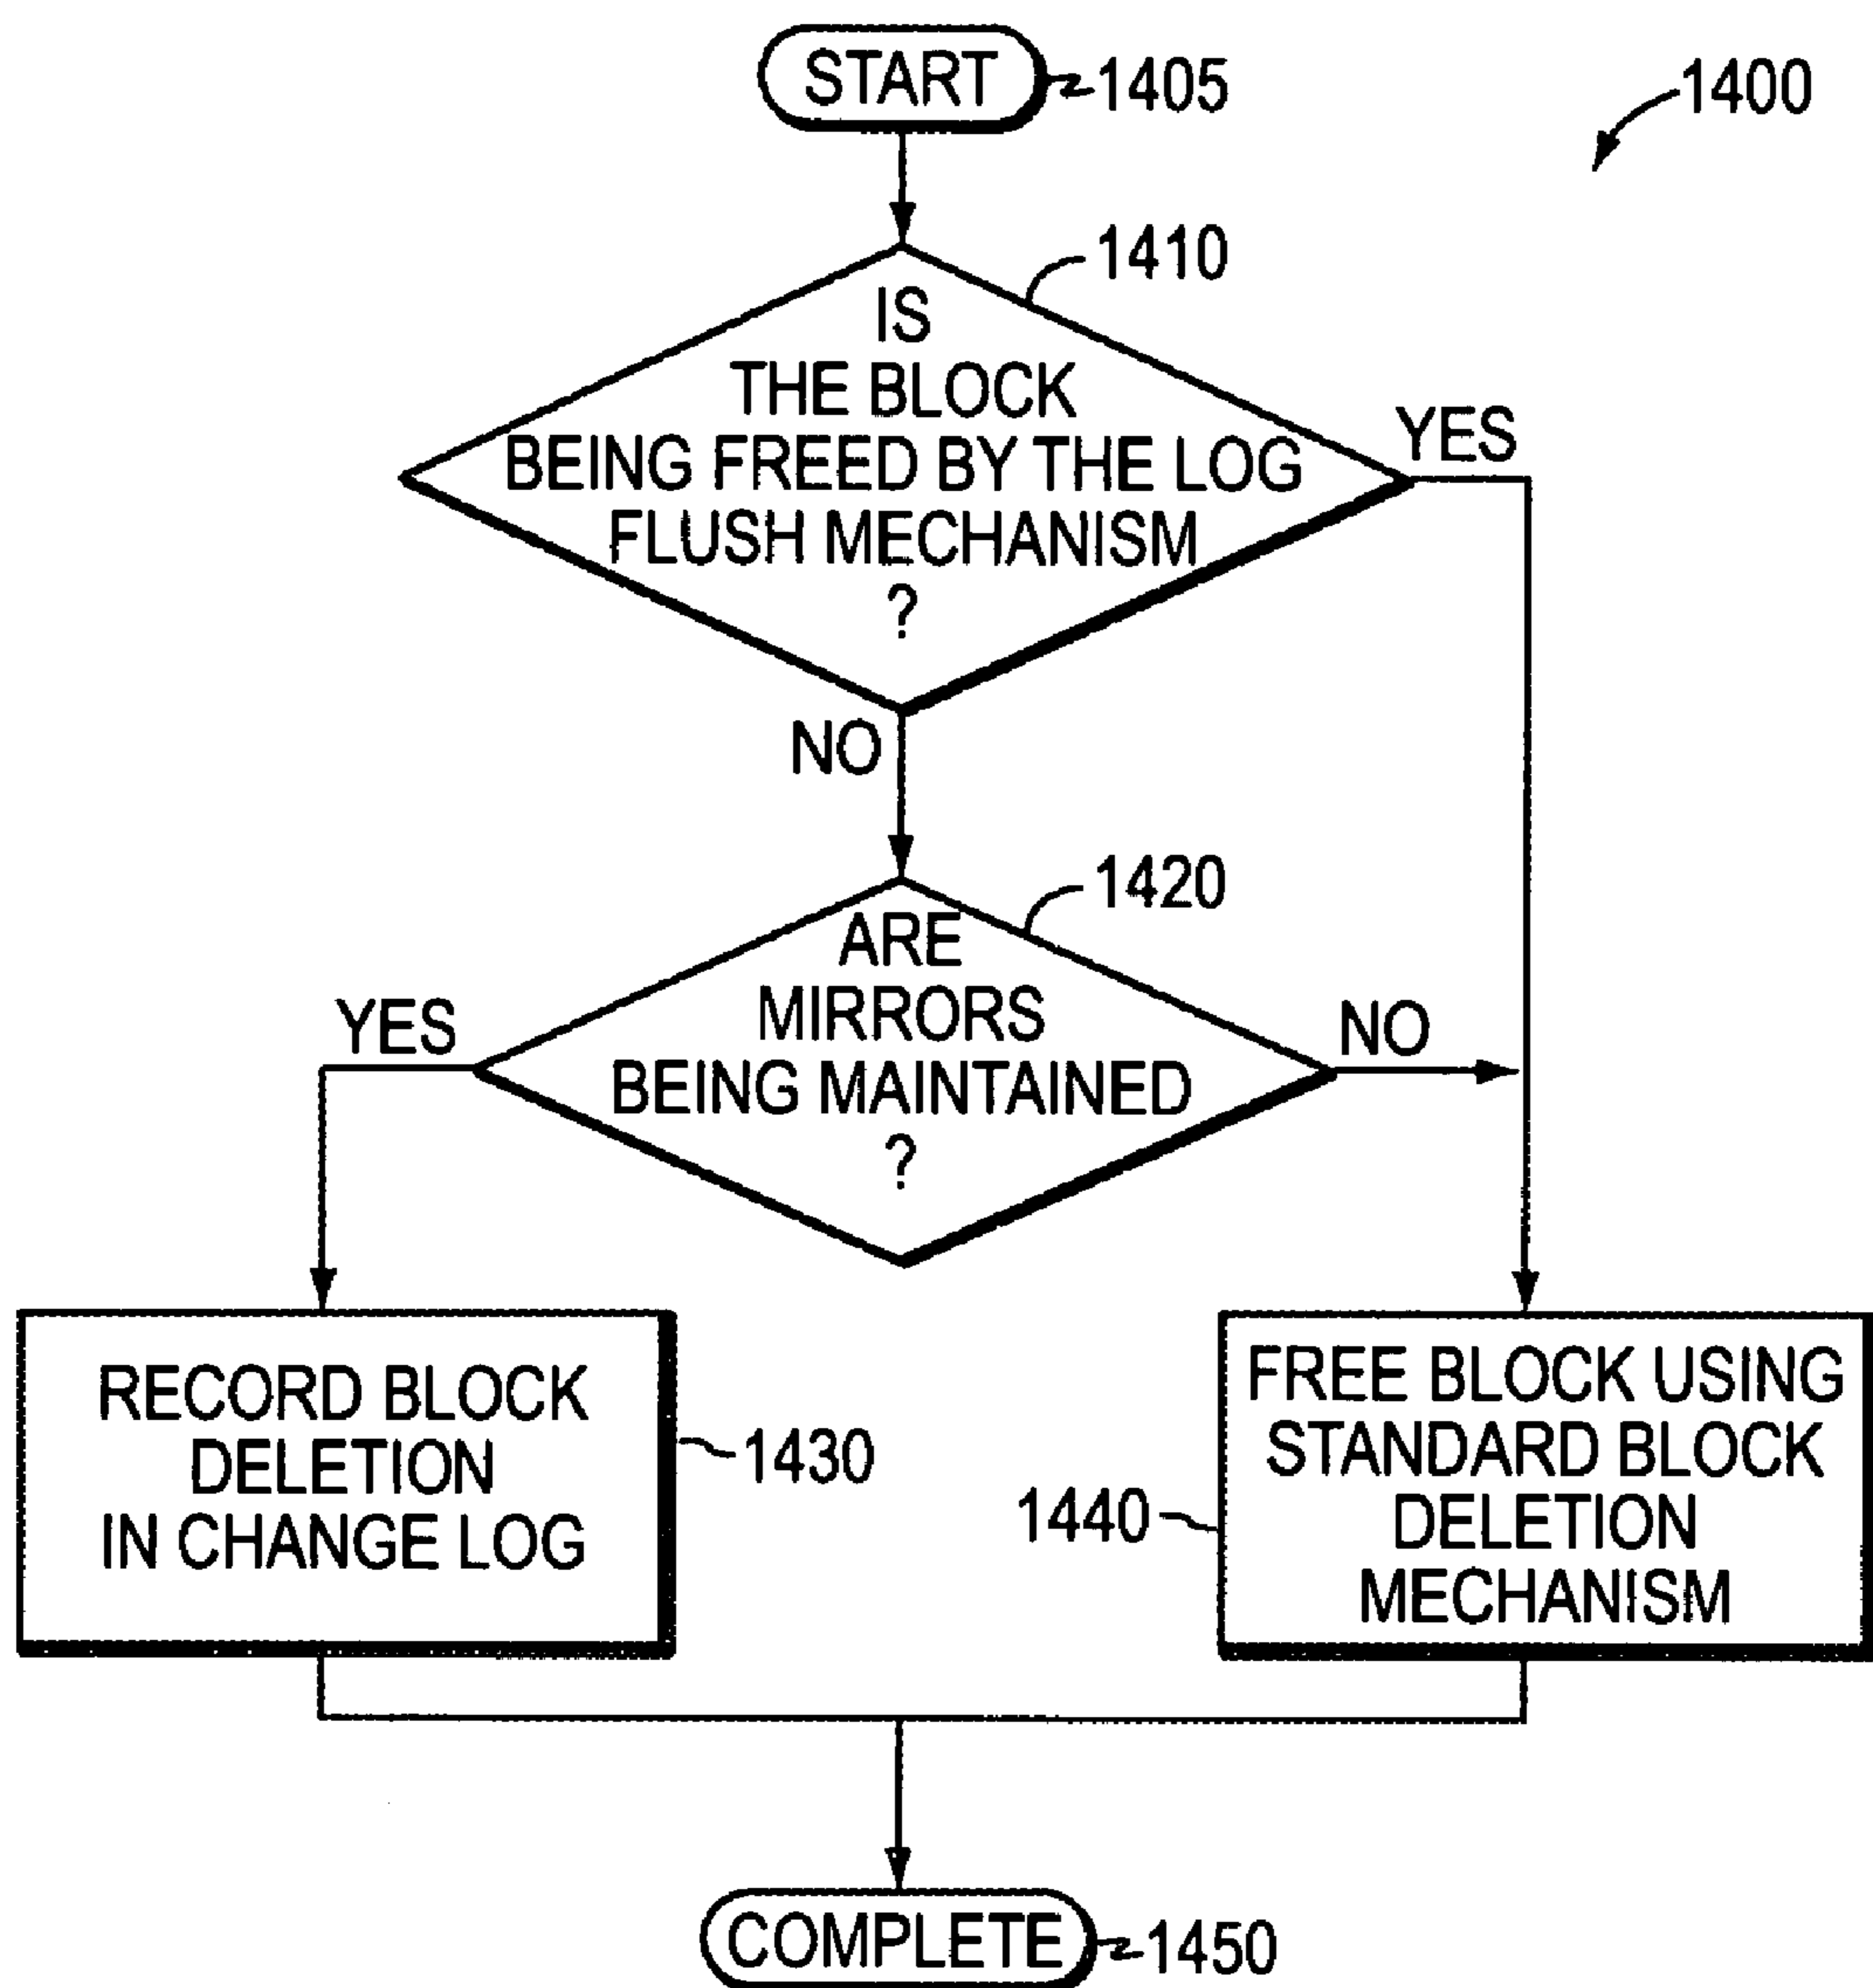 START
1405
1400
1410
IS
THE BLOCK
BEING FREED BY THE LOG
FLUSH MECHANISM
?
YES
NO
1420
ARE
MIRRORS
BEING MAINTAINED
?
YES
NO
RECORD BLOCK
DELETION
IN CHANGE LOG
1430
FREE BLOCK USING
STANDARD BLOCK
DELETION
MECHANISM
1440
COMPLETE
1450